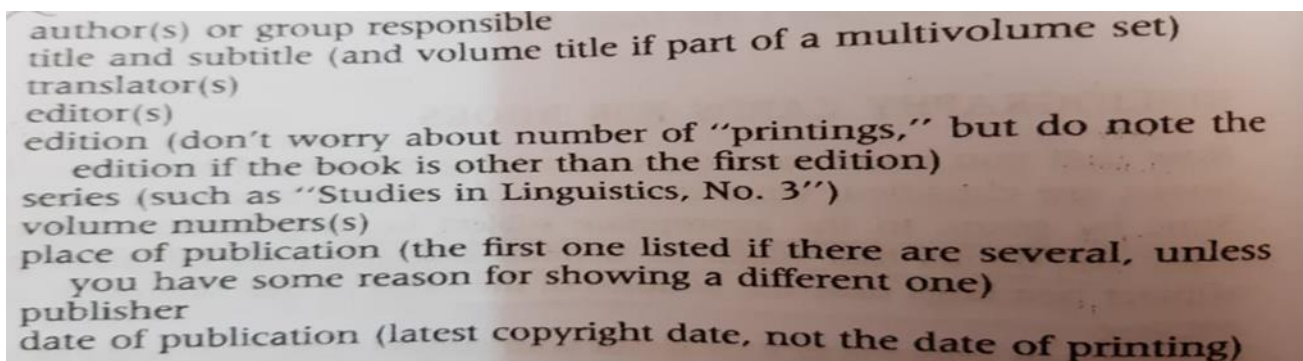 author(s) or group responsible
title and subtitle (and volume title if part of a multivolume set)
translator(s)
editor(s)
edition (don't worry about number of "printings," but do note the
edition if the book is other than the first edition)
series (such as "Studies in Linguistics, No. 3")
volume numbers(s)
place of publication (the first one listed if there are several, unless
you have some reason for showing a different one)
publisher
date of publication (latest copyright date, not the date of printing)